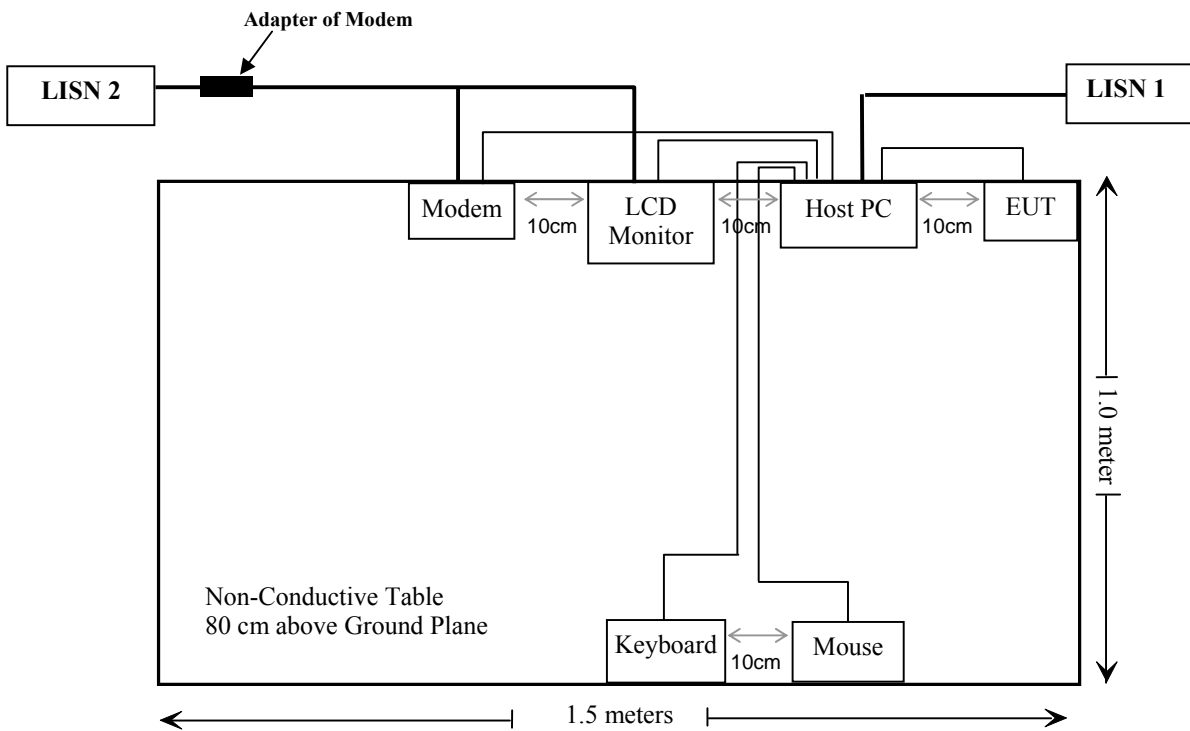 Adapter of Modem
LISN 2
LISN 1
Modem
10cm
LCD
Monitor
10cm
Host PC
10cm
EUT
1.0 meter
Non-Conductive Table
80 cm above Ground Plane
Keyboard
10cm
Mouse
1.5 meters